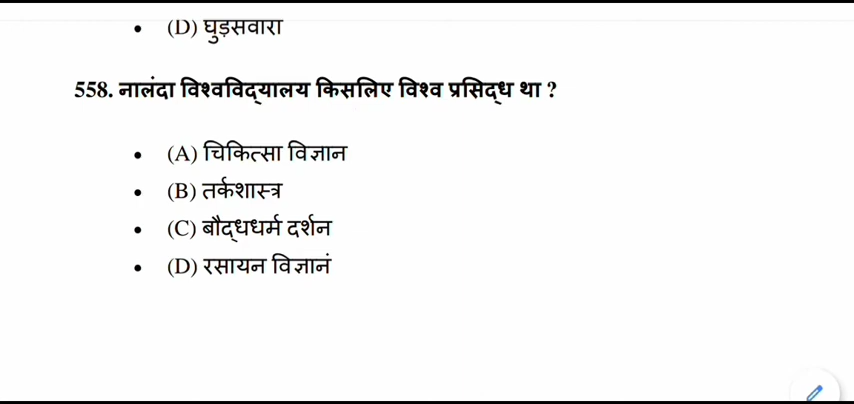 (D) घुड़सवारी
558. नालंदा विश्वविद्यालय किसलिए विश्व प्रसिद्ध था ?
(A) चिकित्सा विज्ञान
(B) तर्कशास्त्र
(C) बौद्धधर्म दर्शन
(D) रसायन विज्ञानं